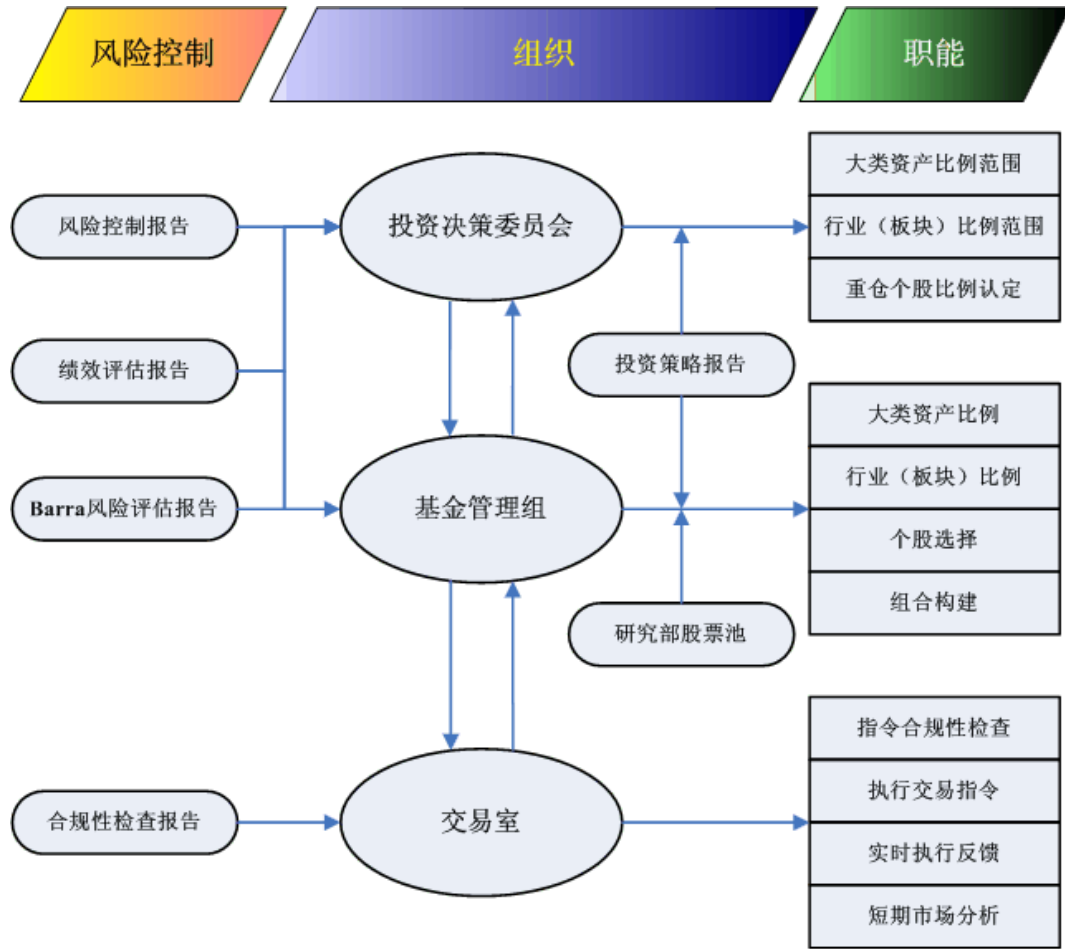 风险控制
组织
职能
大类资产比例范围
风险控制报告
投资决策委员会
行业（板块）比例范围
重仓个股比例认定
绩效评估报告
投资策略报告
大类资产比例
行业（板块）比例
Barra风险评估报告
基金管理组
个股选择
组合构建
研究部股票池
指令合规性检查
执行交易指令
合规性检查报告
交易室
实时执行反馈
短期市场分析